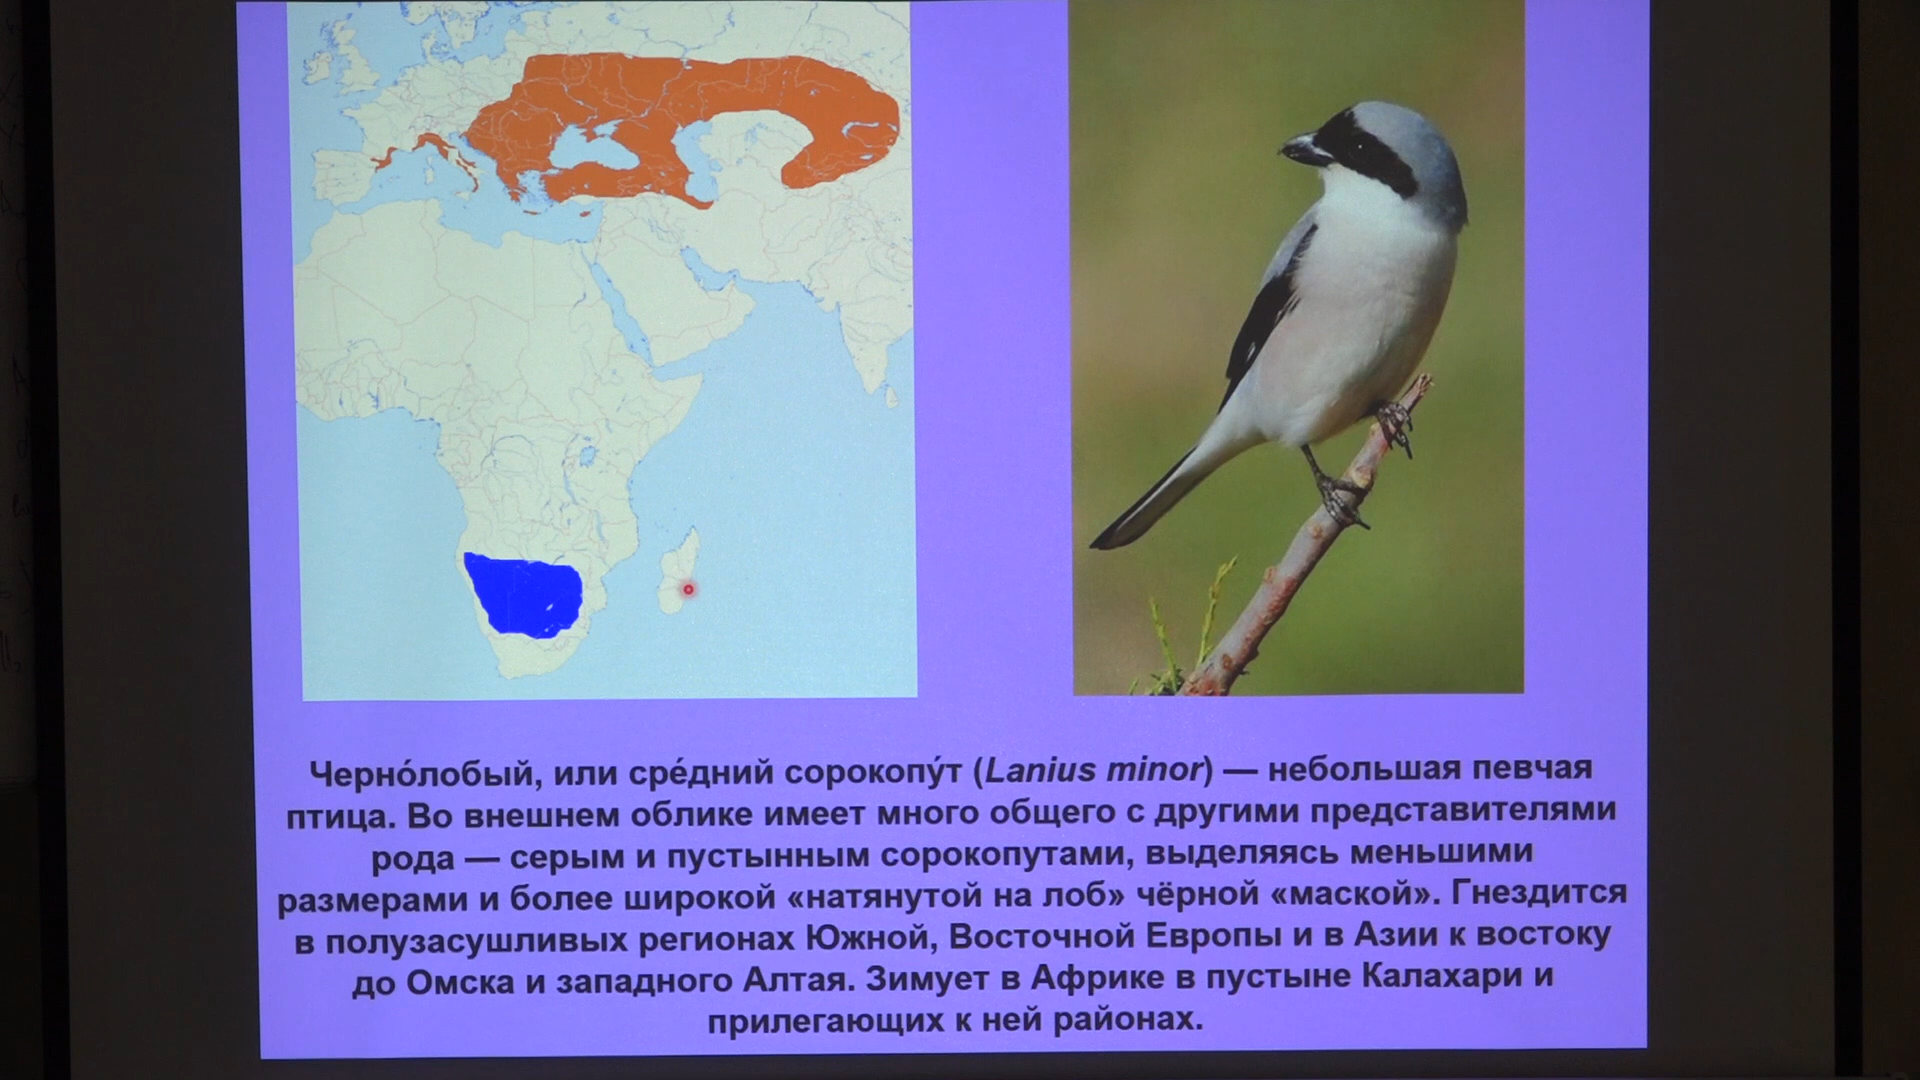 Черно́лобый, или сре́дний сорокопу́т (Lanius minor) — небольшая певчая
птица. Во внешнем облике имеет много общего с другими представителями
рода — серым и пустынным сорокопутами, выделяясь меньшими
размерами и более широкой «натянутой на лоб» чёрной «маской». Гнездится
в полузасушливых регионах Южной, Восточной Европы и в Азии к востоку
до Омска и западного Алтая. Зимует в Африке в пустыне Калахари и
прилегающих к ней районах.